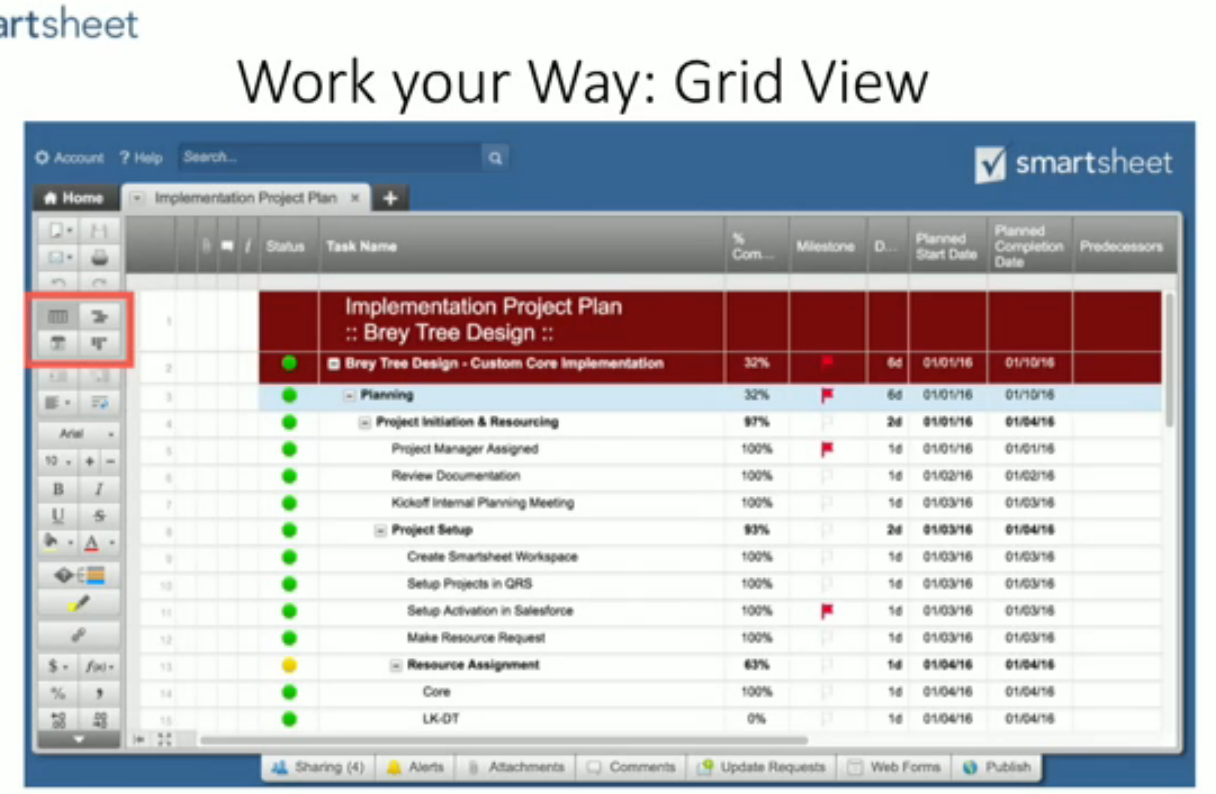 artsheet
Work your Way: Grid View
Account ? Help Search...
smartsheet
Home Implementation Project Plan × +
i Status Task Name % Com... Milestone D... Planned Start Date Planned Completion Date Predecessors
1 Implementation Project Plan
:: Brey Tree Design ::
2 Brey Tree Design - Custom Core Implementation 32% 6d 01/01/16 01/10/16
3 Planning 32% 6d 01/01/16 01/10/16
4 Project Initiation & Resourcing 97% 2d 01/01/16 01/04/16
5 Project Manager Assigned 100% 1d 01/01/16 01/01/16
6 Review Documentation 100% 1d 01/02/16 01/02/16
7 Kickoff Internal Planning Meeting 100% 1d 01/03/16 01/03/16
8 Project Setup 93% 2d 01/03/16 01/04/16
9 Create Smartsheet Workspace 100% 1d 01/03/16 01/03/16
10 Setup Projects in QRS 100% 1d 01/03/16 01/03/16
11 Setup Activation in Salesforce 100% 1d 01/03/16 01/03/16
12 Make Resource Request 100% 1d 01/03/16 01/03/16
13 Resource Assignment 63% 1d 01/04/16 01/04/16
14 Core 100% 1d 01/04/16 01/04/16
15 LK-DT 0% 1d 01/04/16 01/04/16
Arial
10 + −
B I
U S
A
$ f(x)
% ,
Sharing (4) Alerts Attachments Comments Update Requests Web Forms Publish